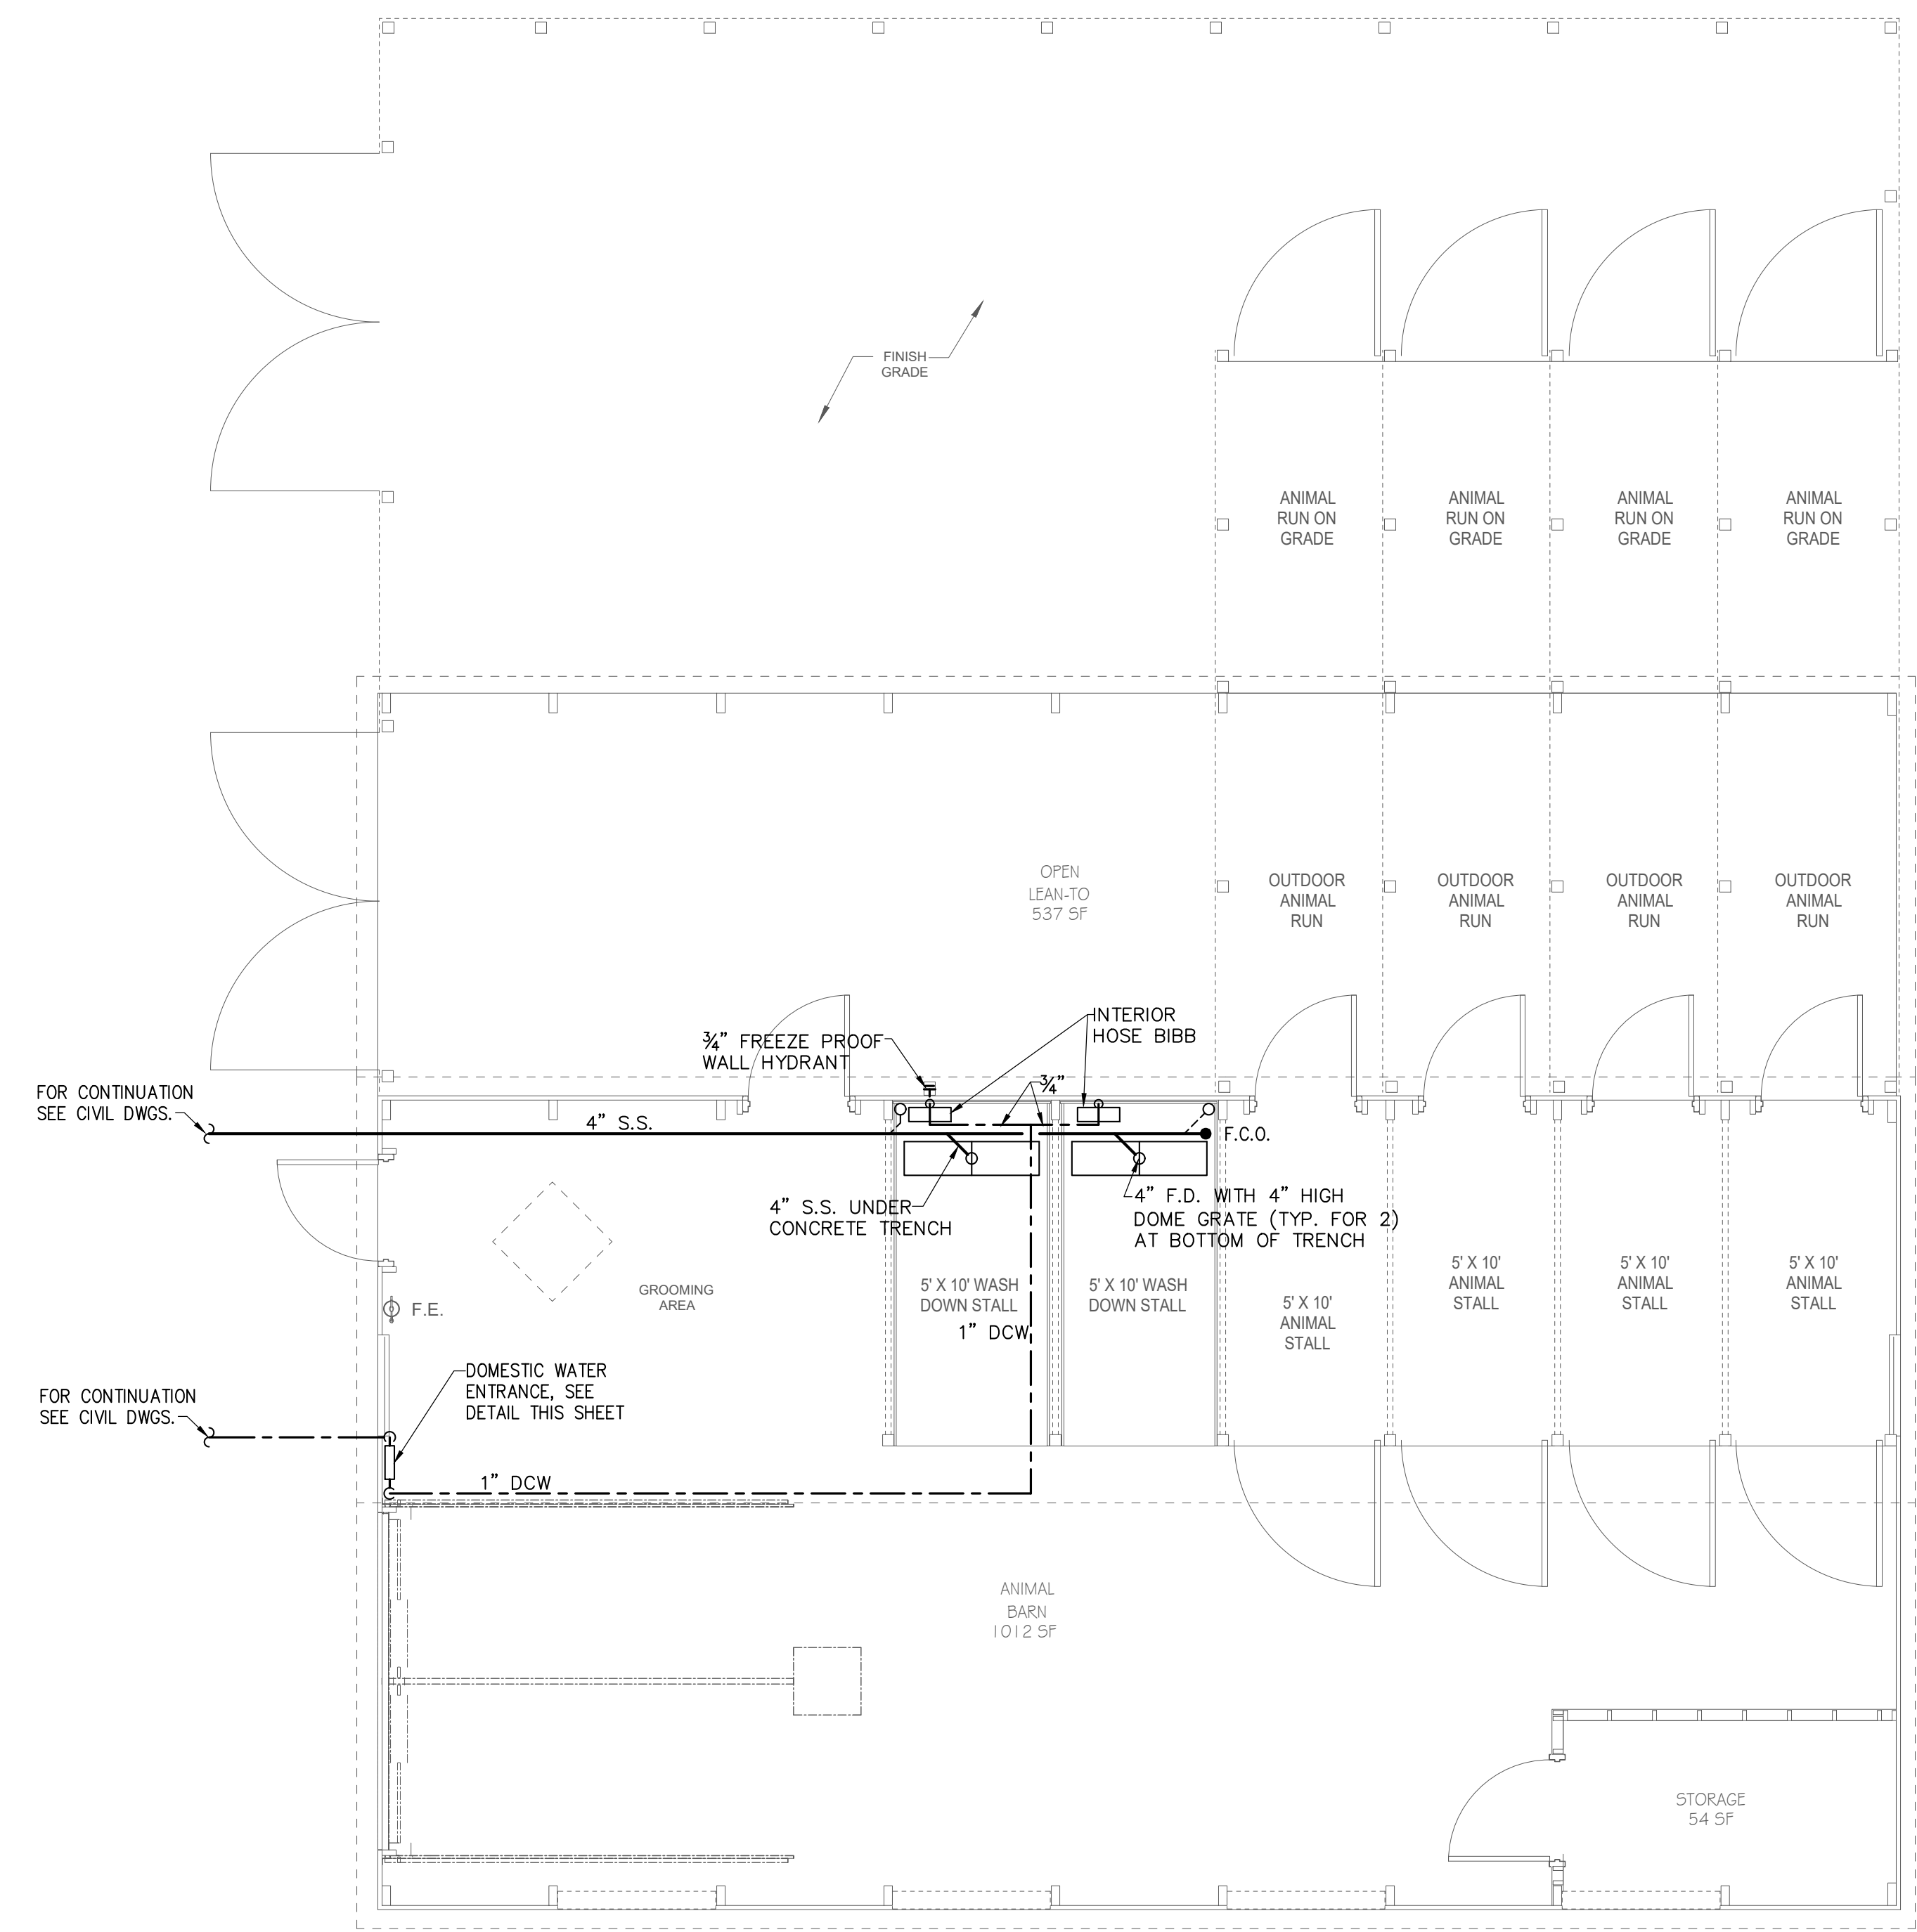 FINISH
GRADE
ANIMAL
RUN ON
GRADE
ANIMAL
RUN ON
GRADE
ANIMAL
RUN ON
GRADE
ANIMAL
RUN ON
GRADE
OPEN
LEAN-TO
537 SF
OUTDOOR
ANIMAL
RUN
OUTDOOR
ANIMAL
RUN
OUTDOOR
ANIMAL
RUN
OUTDOOR
ANIMAL
RUN
¾" FREEZE PROOF
WALL HYDRANT
INTERIOR
HOSE BIBB
¾"
FOR CONTINUATION
SEE CIVIL DWGS.
4" S.S.
F.C.O.
4" S.S. UNDER
CONCRETE TRENCH
4" F.D. WITH 4" HIGH
DOME GRATE (TYP. FOR 2)
AT BOTTOM OF TRENCH
GROOMING
AREA
F.E.
5' X 10' WASH
DOWN STALL
5' X 10' WASH
DOWN STALL
5' X 10'
ANIMAL
STALL
5' X 10'
ANIMAL
STALL
5' X 10'
ANIMAL
STALL
5' X 10'
ANIMAL
STALL
1" DCW
DOMESTIC WATER
ENTRANCE, SEE
DETAIL THIS SHEET
FOR CONTINUATION
SEE CIVIL DWGS.
1" DCW
ANIMAL
BARN
1012 SF
STORAGE
54 SF